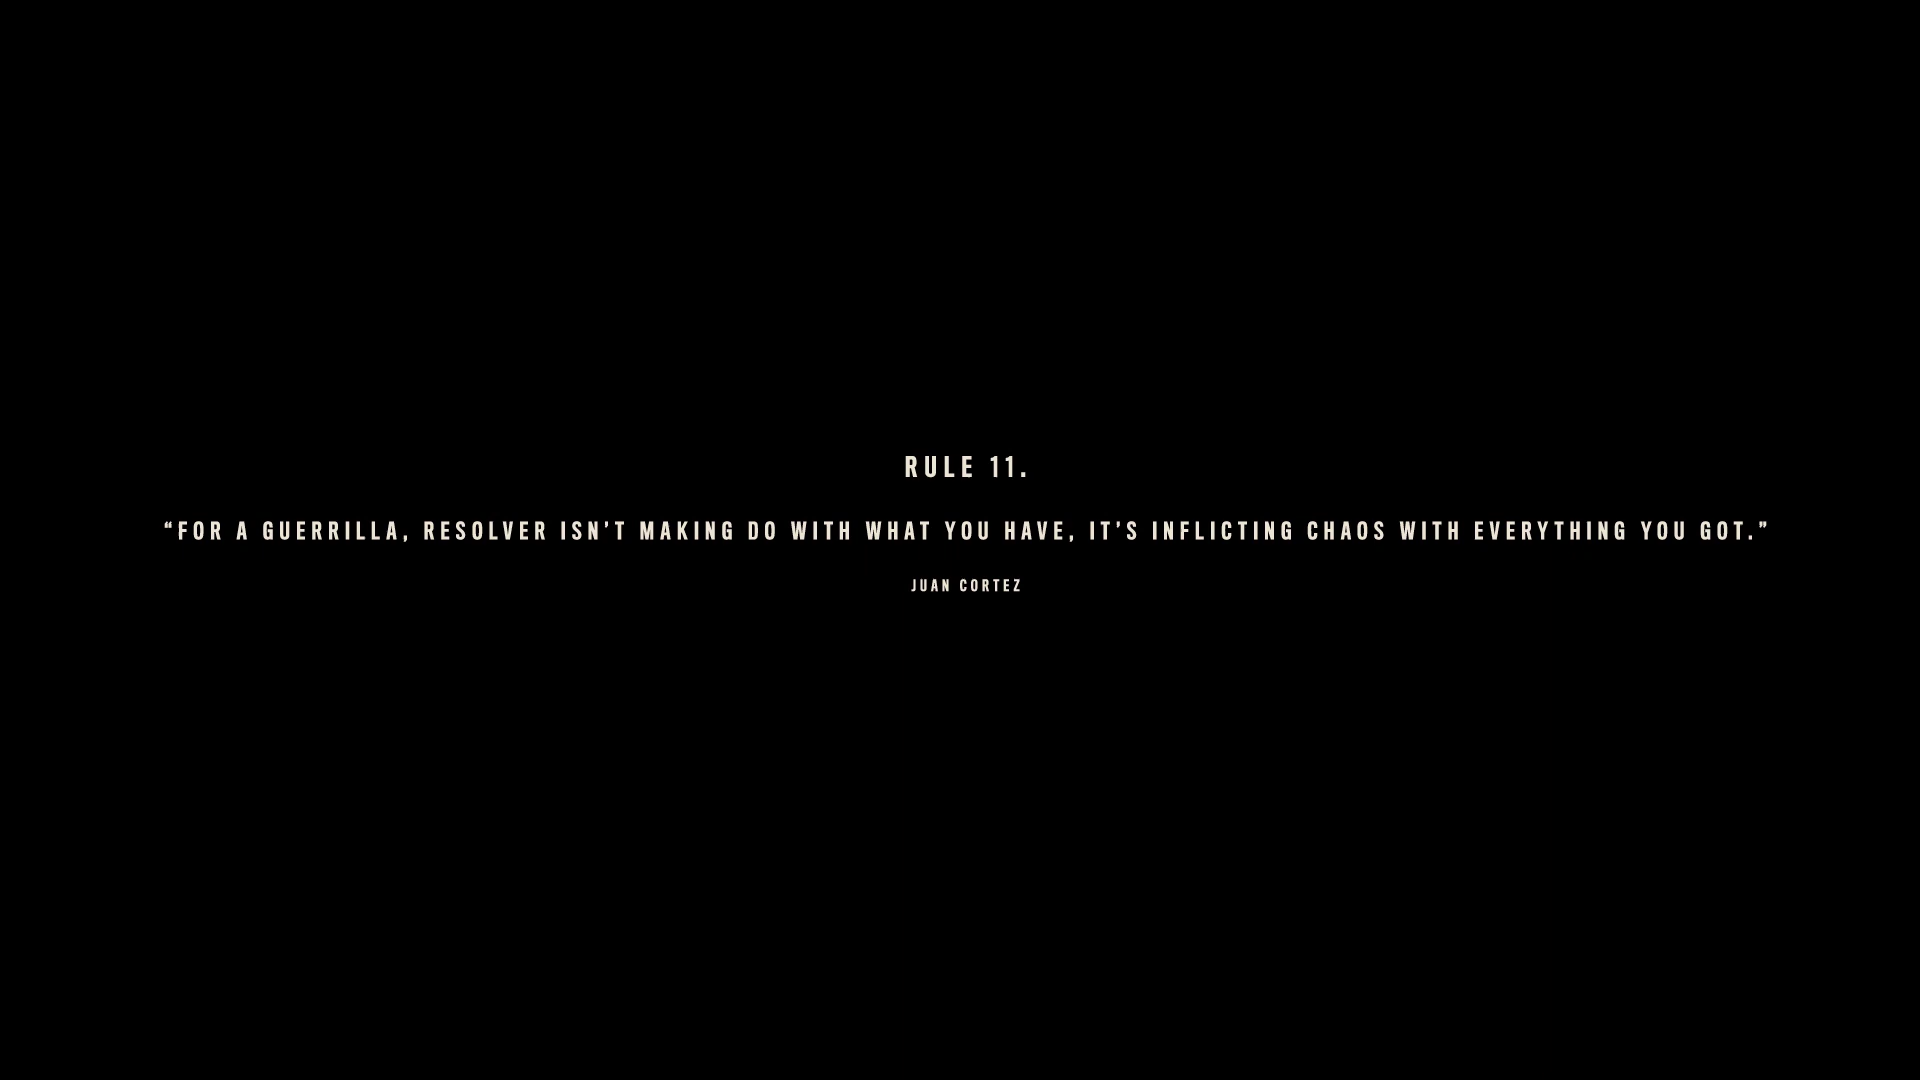 RULE 11.
“FOR A GUERRILLA, RESOLVER ISN’T MAKING DO WITH WHAT YOU HAVE, IT’S INFLICTING CHAOS WITH EVERYTHING YOU GOT.”
JUAN CORTEZ